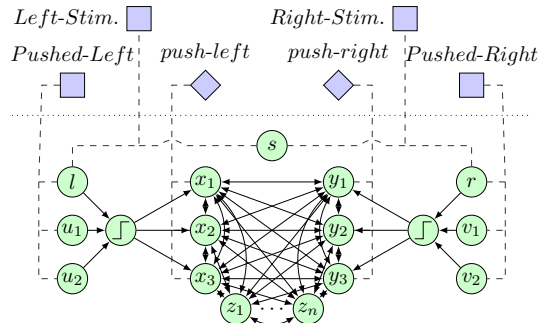 Left-Stim. Right-Stim.
Pushed-Left push-left push-right Pushed-Right
s
l x₁ y₁ r
u₁ x₂ y₂ v₁
u₂ x₃ y₃ v₂
z₁ ... zₙ